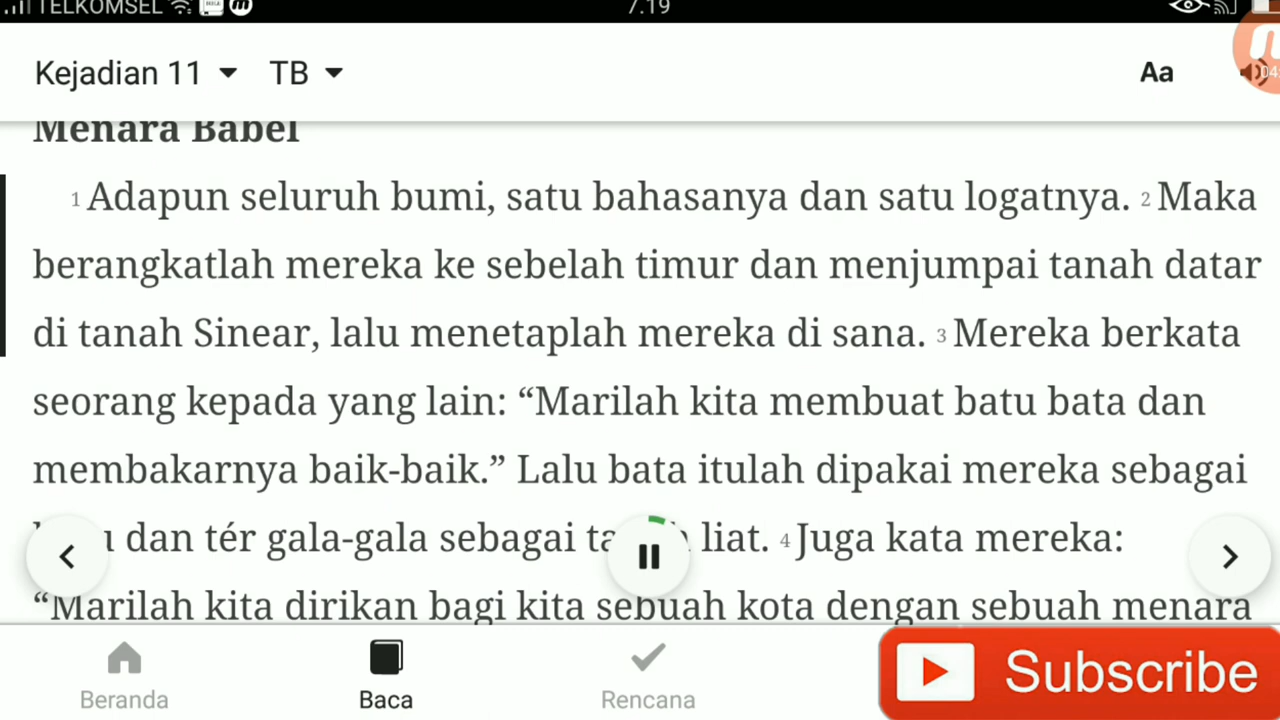 TELKOMSEL 7.19
Kejadian 11 TB Aa
Menara Babel
1 Adapun seluruh bumi, satu bahasanya dan satu logatnya. 2 Maka
berangkatlah mereka ke sebelah timur dan menjumpai tanah datar
di tanah Sinear, lalu menetaplah mereka di sana. 3 Mereka berkata
seorang kepada yang lain: “Marilah kita membuat batu bata dan
membakarnya baik-baik.” Lalu bata itulah dipakai mereka sebagai
dan tér gala-gala sebagai liat. 4 Juga kata mereka:
“Marilah kita dirikan bagi kita sebuah kota dengan sebuah menara
Beranda Baca Rencana Subscribe